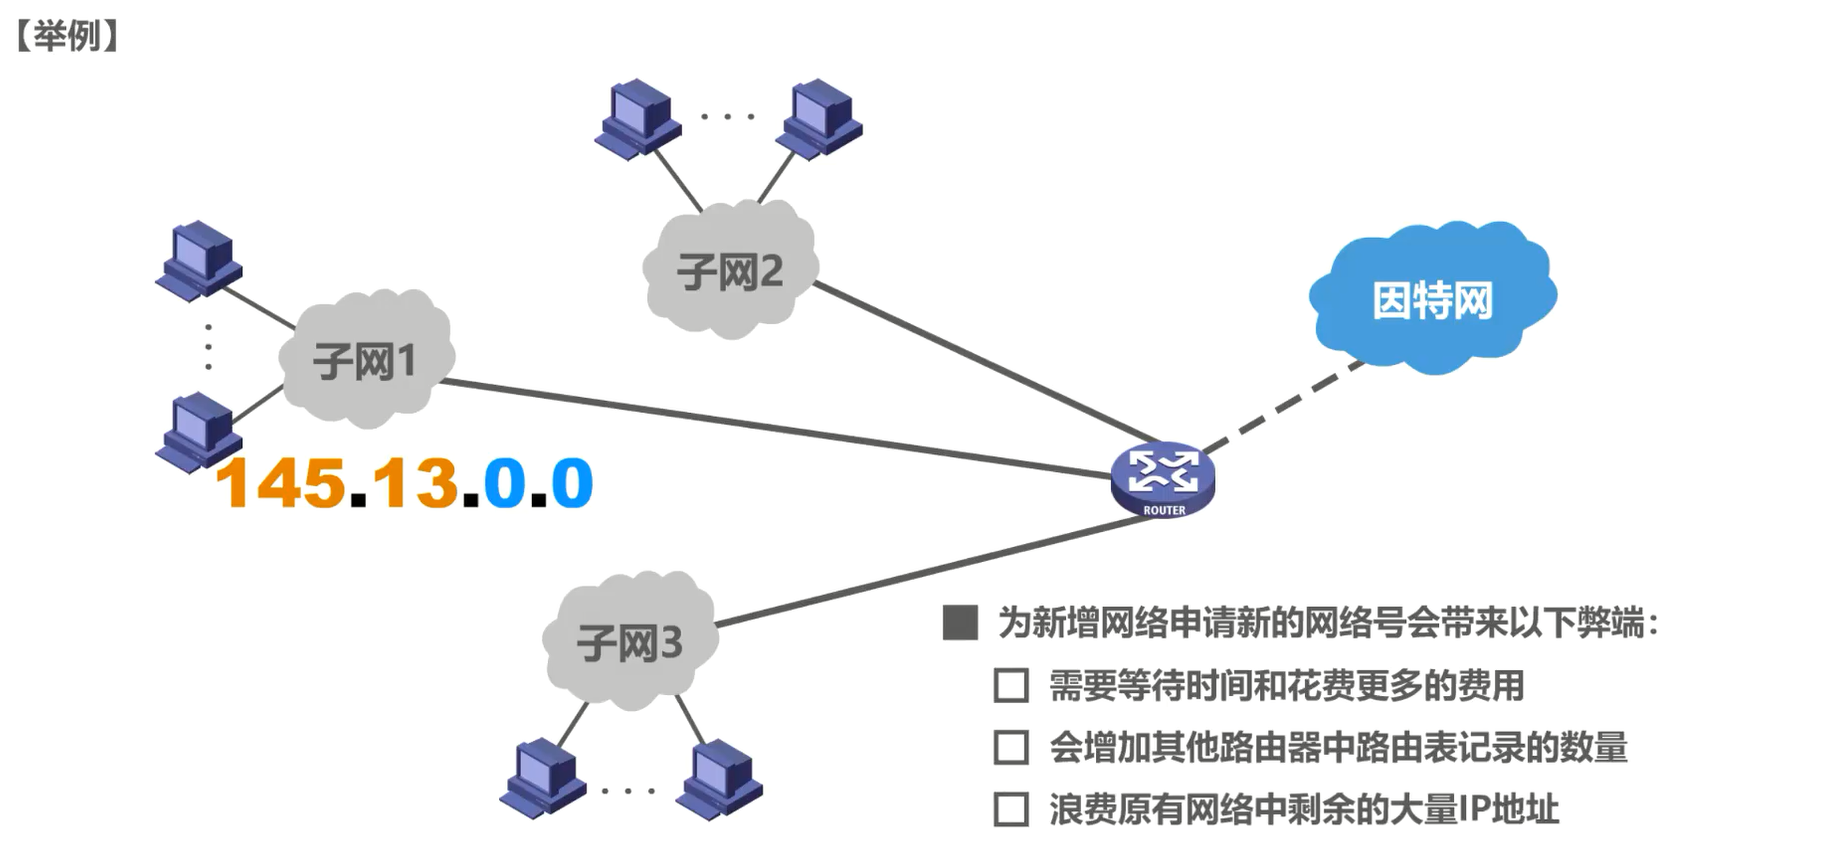 【举例】
子网2
因特网
子网1
145.13.0.0
ROUTER
子网3
为新增网络申请新的网络号会带来以下弊端：
需要等待时间和花费更多的费用
会增加其他路由器中路由表记录的数量
浪费原有网络中剩余的大量IP地址